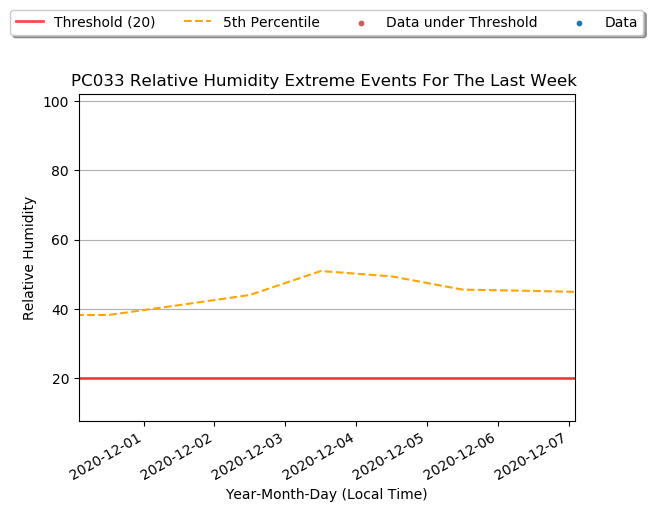 Threshold (20) 5th Percentile Data under Threshold Data
PC033 Relative Humidity Extreme Events For The Last Week
100
80
60
40
20
Relative Humidity
2020-12-01 2020-12-02 2020-12-03 2020-12-04 2020-12-05 2020-12-06 2020-12-07
Year-Month-Day (Local Time)